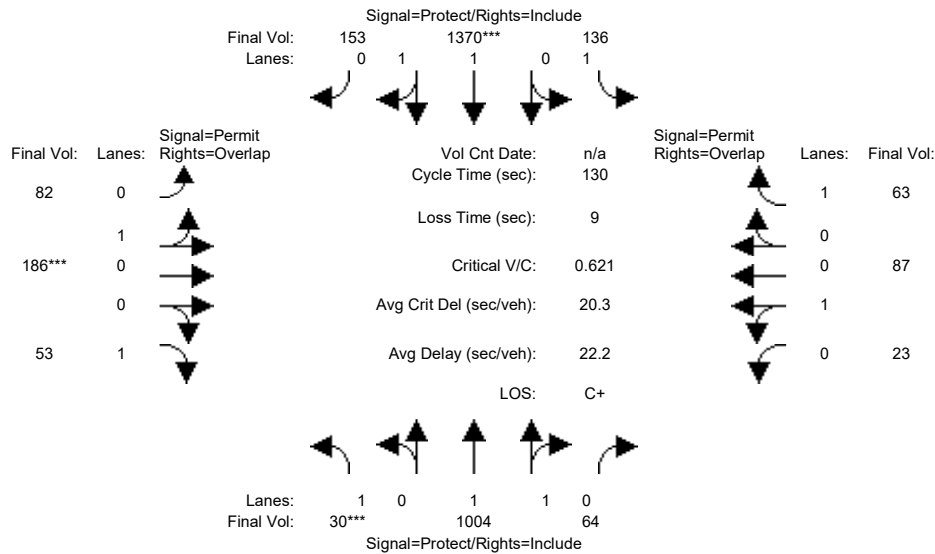 Signal=Protect/Rights=Include
Final Vol: 153 1370*** 136
Lanes: 0 1 1 0 1
Signal=Permit
Final Vol: Lanes: Rights=Overlap
Vol Cnt Date: n/a
Signal=Permit
Rights=Overlap Lanes: Final Vol:
Cycle Time (sec): 130
82 0
1 63
Loss Time (sec): 9
1
0
186*** 0
Critical V/C: 0.621
0 87
0
Avg Crit Del (sec/veh): 20.3
1
53 1
Avg Delay (sec/veh): 22.2
0 23
LOS: C+
Lanes: 1 0 1 1 0
Final Vol: 30*** 1004 64
Signal=Protect/Rights=Include